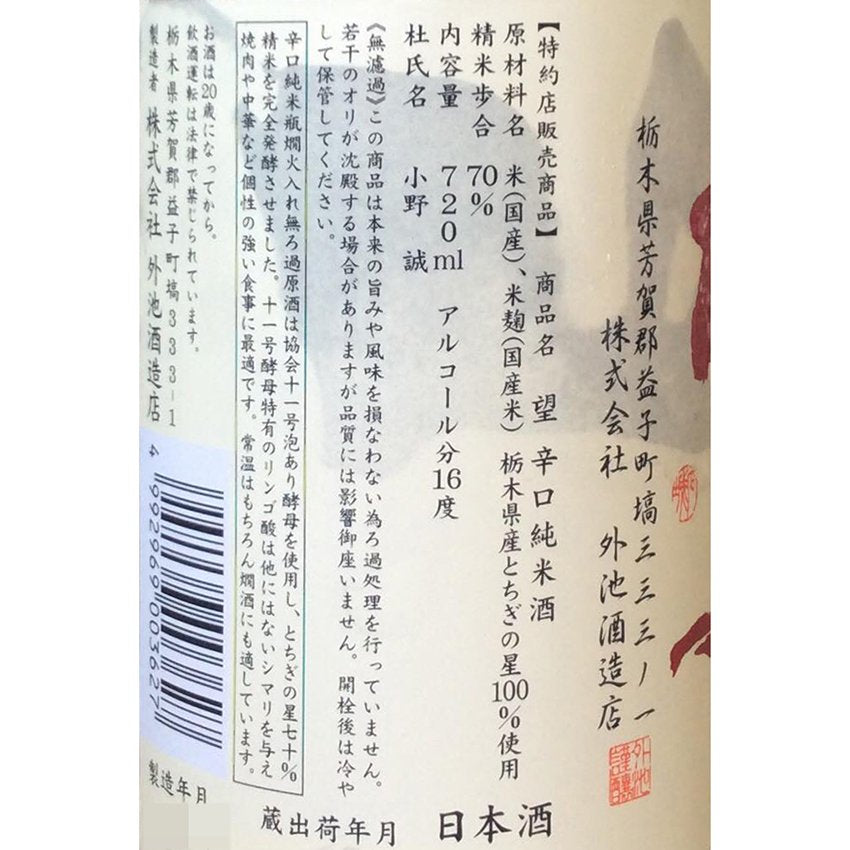 栃木県芳賀郡益子町塙三三三ノ一
株式会社 外池酒造店
【特約店販売商品】 商品名 望 辛口純米酒
原材料名 米(国産)、米麹(国産米) 栃木県産とちぎの星100%使用
精米歩合 70%
内容量 720ml アルコール分16度
杜氏名 小野 誠
《無濾過》この商品は本来の旨みや風味を損なわない為ろ過処理を行っていません。
若干のオリが沈殿する場合がありますが品質には影響御座いません。開栓後は冷や
して保管してください。
辛口純米瓶燗火入れ無ろ過原酒は協会十一号泡あり酵母を使用し、とちぎの星七十%
精米を完全発酵させました。十一号酵母特有のリンゴ酸は他にはないシマリを与え
焼肉や中華など個性の強い食事に最適です。常温はもちろん燗酒にも適しています。
お酒は20歳になってから。
飲酒運転は法律で禁じられています。
栃木県芳賀郡益子町塙333-1
製造者 株式会社 外池酒造店
4 992969 003627
製造年月
蔵出荷年月
日本酒